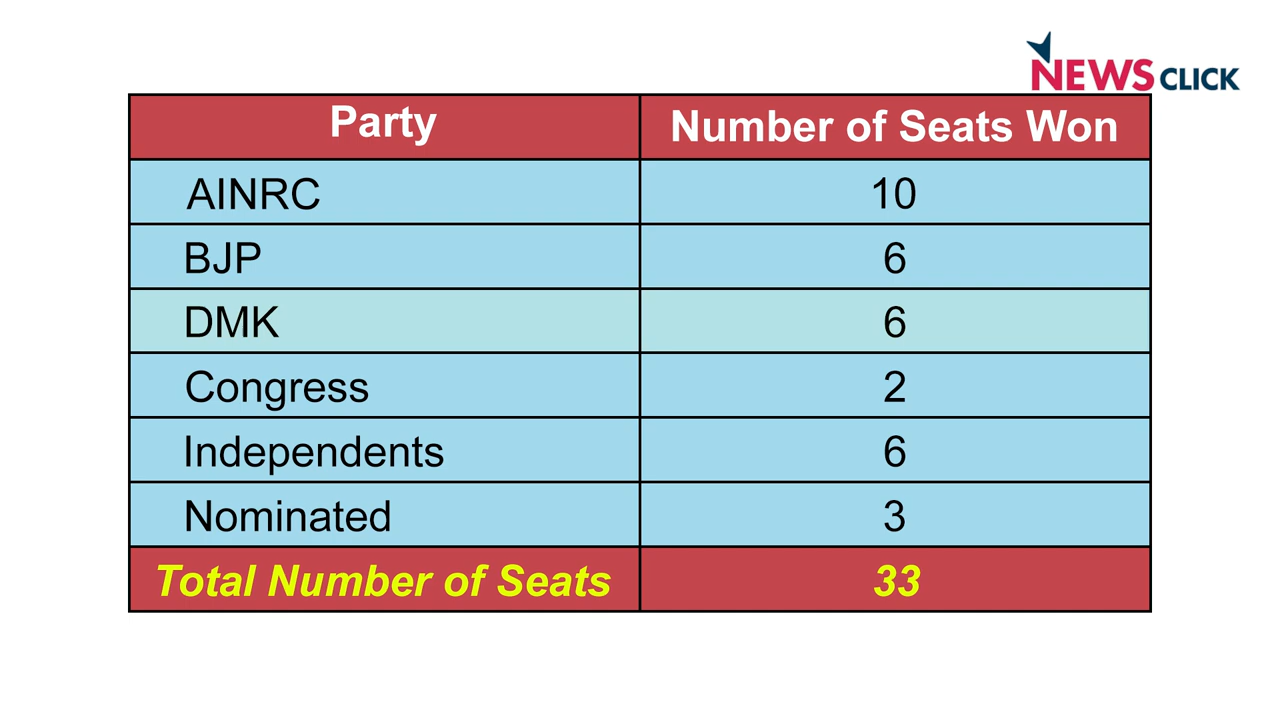 NEWSCLICK
Party Number of Seats Won
AINRC 10
BJP 6
DMK 6
Congress 2
Independents 6
Nominated 3
Total Number of Seats 33